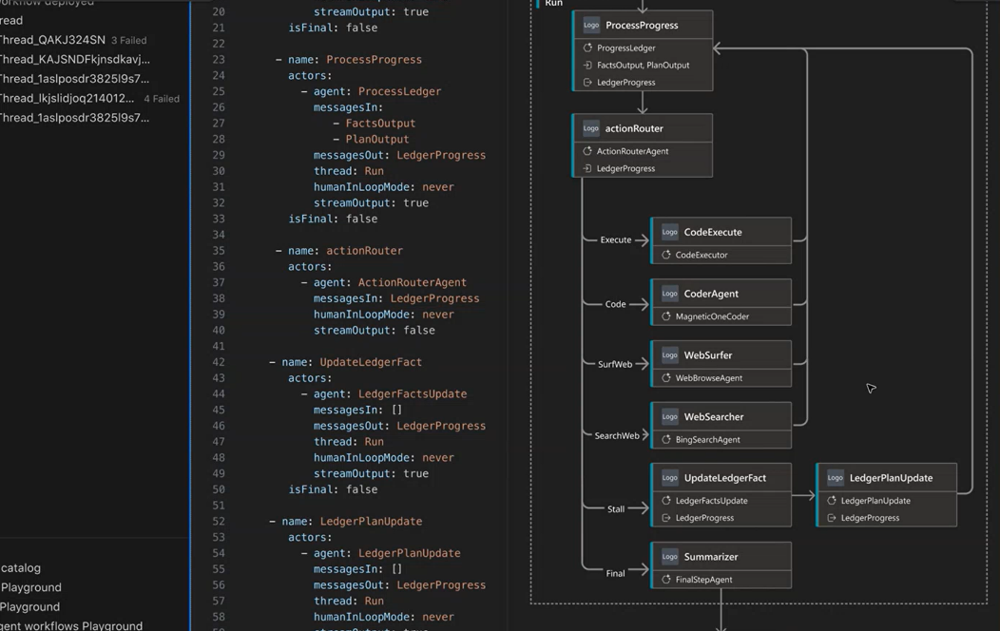 orkflow deployed
read
Thread_QAKJ324SN 3 Failed
Thread_KAJSNDFkjnsdkavj...
Thread_1aslposdr3825l9s7...
Thread_lkjslidjoq214012... 4 Failed
Thread_1aslposdr3825l9s7...
catalog
Playground
Playground
gent workflows Playground
20 streamOutput: true
21 isFinal: false
22
23 - name: ProcessProgress
24 actors:
25 - agent: ProcessLedger
26 messagesIn:
27 - FactsOutput
28 - PlanOutput
29 messagesOut: LedgerProgress
30 thread: Run
31 humanInLoopMode: never
32 streamOutput: true
33 isFinal: false
34
35 - name: actionRouter
36 actors:
37 - agent: ActionRouterAgent
38 messagesIn: LedgerProgress
39 humanInLoopMode: never
40 streamOutput: false
41
42 - name: UpdateLedgerFact
43 actors:
44 - agent: LedgerFactsUpdate
45 messagesIn: []
46 messagesOut: LedgerProgress
47 thread: Run
48 humanInLoopMode: never
49 streamOutput: true
50 isFinal: false
51
52 - name: LedgerPlanUpdate
53 actors:
54 - agent: LedgerPlanUpdate
55 messagesIn: []
56 messagesOut: LedgerProgress
57 thread: Run
58 humanInLoopMode: never
Run
Logo ProcessProgress
ProgressLedger
FactsOutput, PlanOutput
LedgerProgress
Logo actionRouter
ActionRouterAgent
LedgerProgress
Execute
Logo CodeExecute
CodeExecutor
Code
Logo CoderAgent
MagneticOneCoder
SurfWeb
Logo WebSurfer
WebBrowseAgent
SearchWeb
Logo WebSearcher
BingSearchAgent
Stall
Logo UpdateLedgerFact
LedgerFactsUpdate
LedgerProgress
Logo LedgerPlanUpdate
LedgerPlanUpdate
LedgerProgress
Final
Logo Summarizer
FinalStepAgent